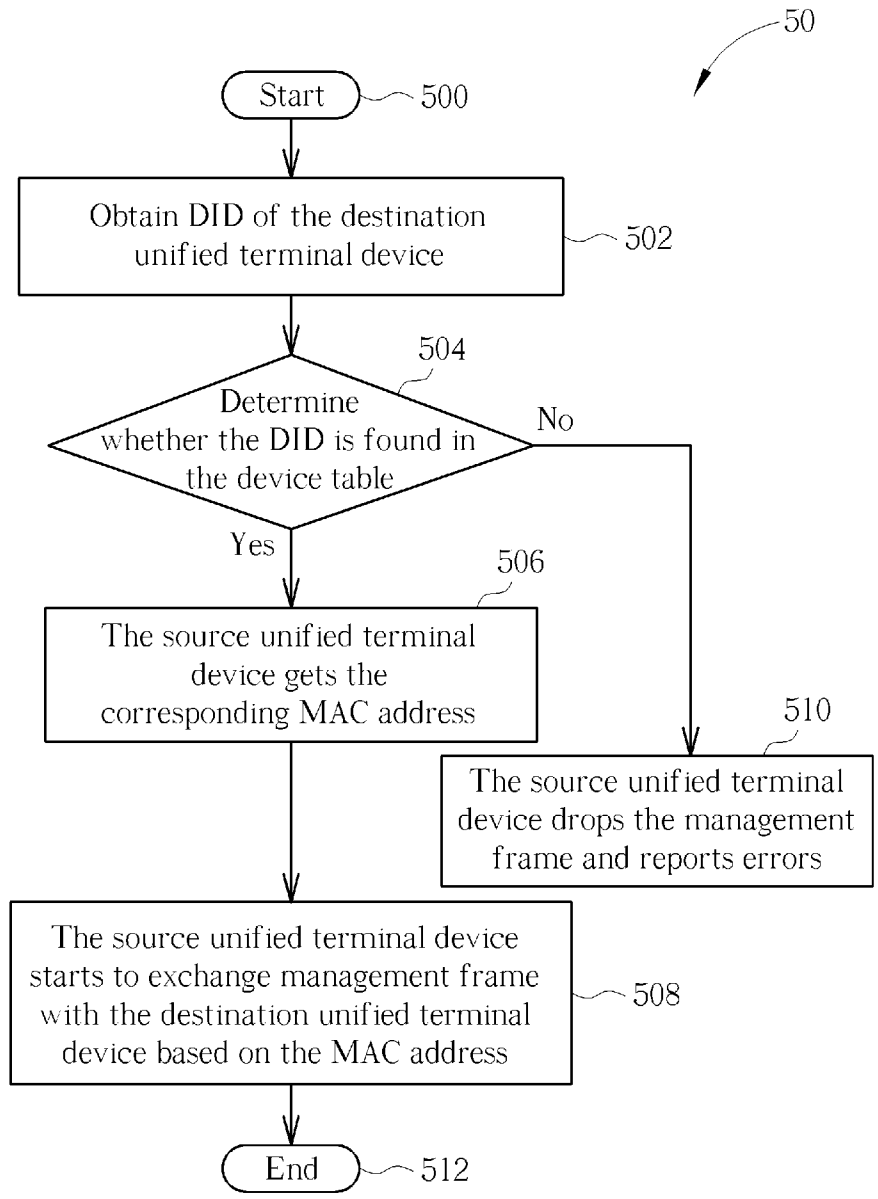 50
Start
500
Obtain DID of the destination
unified terminal device
502
504
Determine
whether the DID is found in
the device table
No
Yes
506
The source unified terminal
device gets the
corresponding MAC address
510
The source unified terminal
device drops the management
frame and reports errors
The source unified terminal device
starts to exchange management frame
with the destination unified terminal
device based on the MAC address
508
End
512